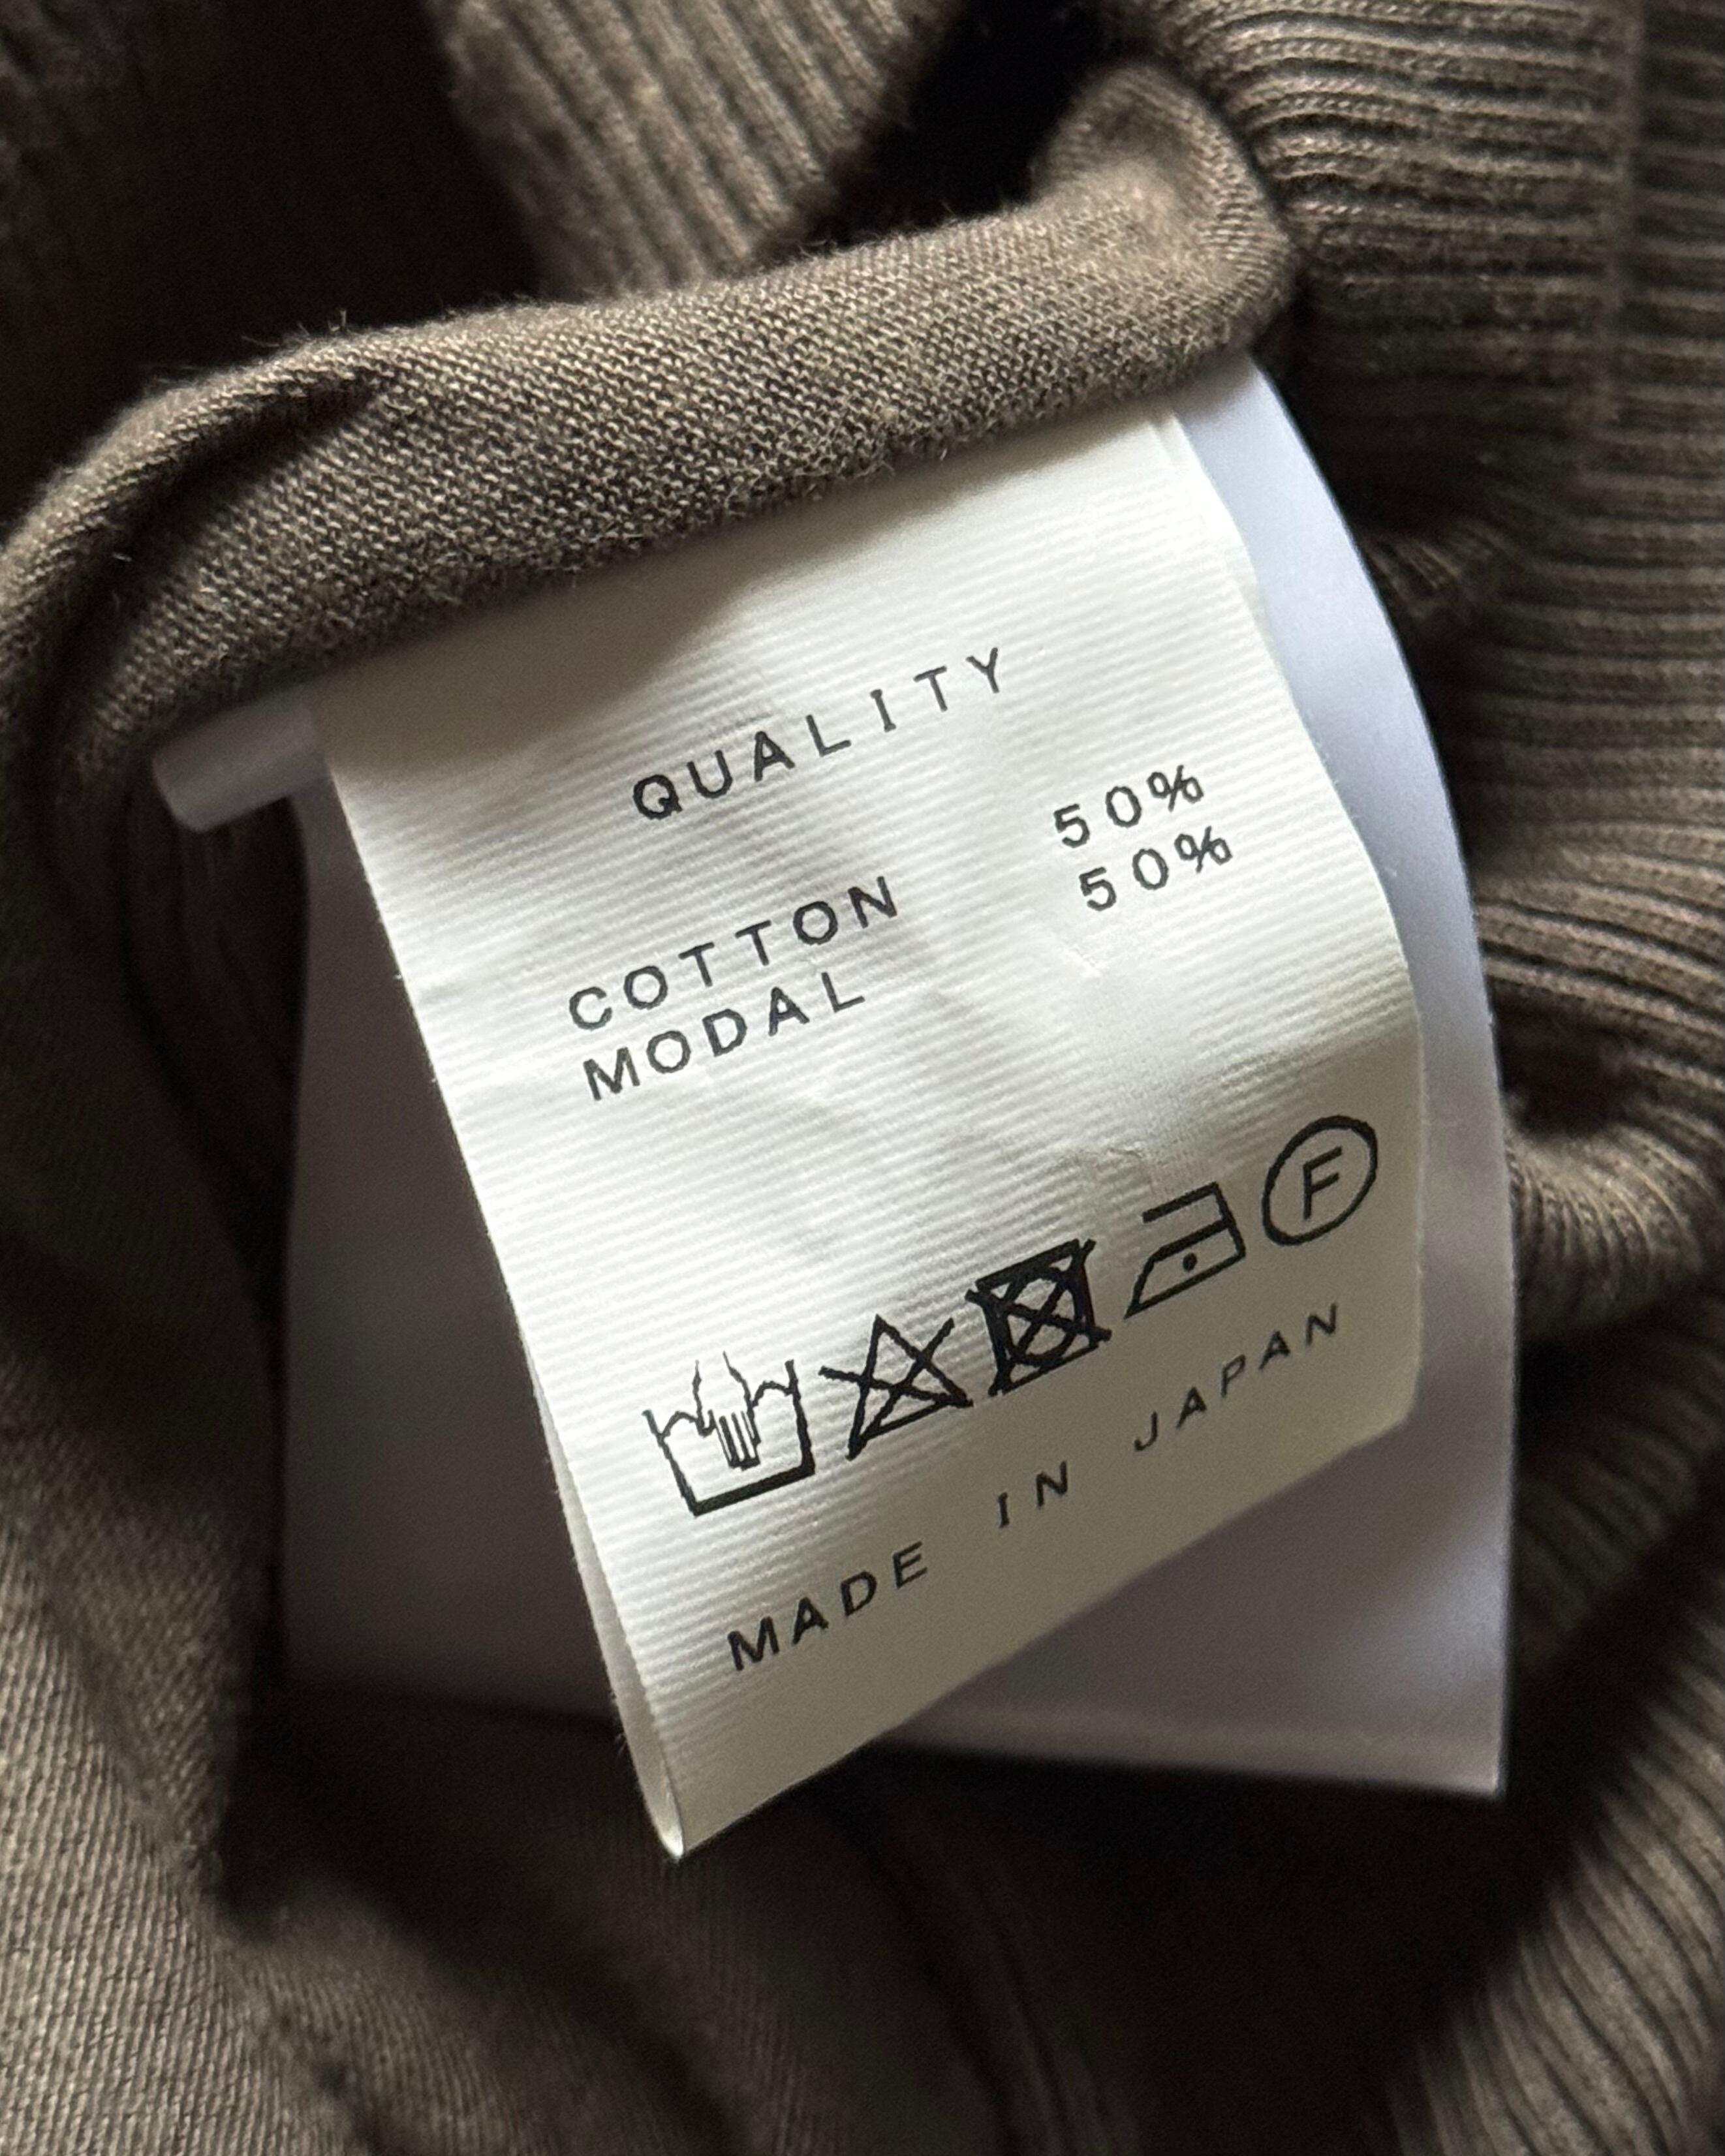 QUALITY
COTTON 50%
MODAL 50%
F
MADE IN JAPAN